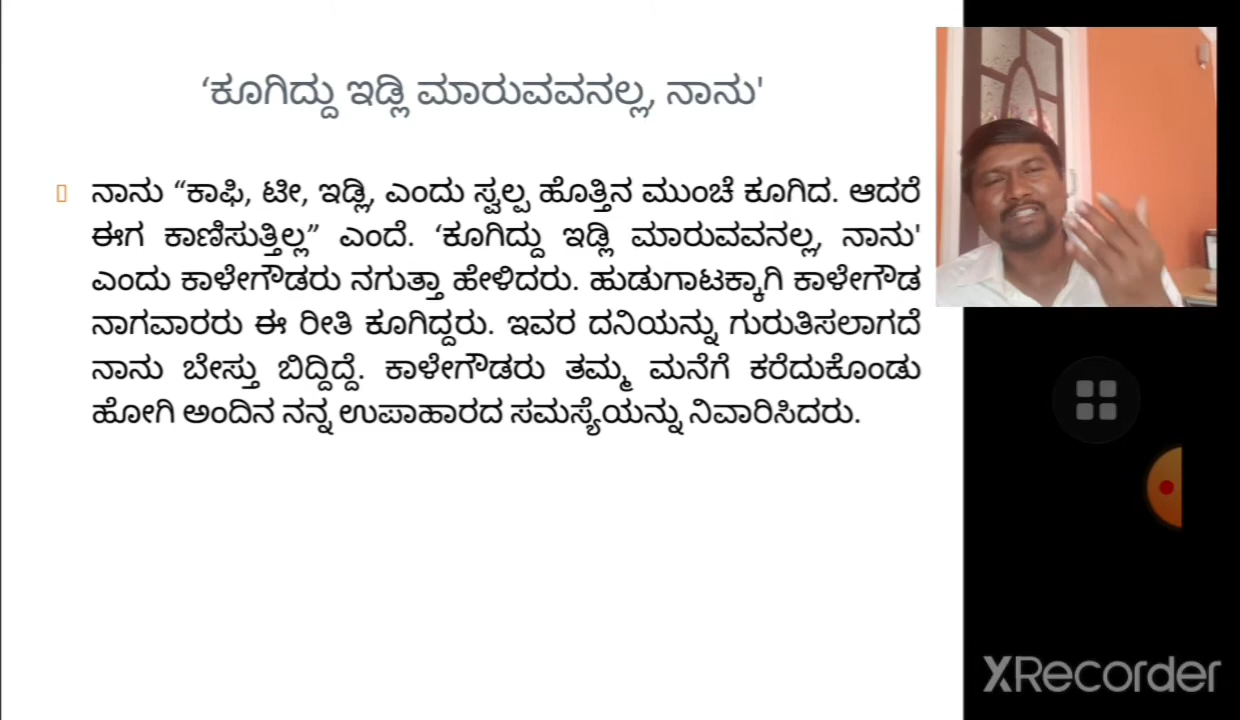 ‘ಕೂಗಿದ್ದು ಇಡ್ಲಿ ಮಾರುವವನಲ್ಲ, ನಾನು'
ನಾನು “ಕಾಫಿ, ಟೀ, ಇಡ್ಲಿ, ಎಂದು ಸ್ವಲ್ಪ ಹೊತ್ತಿನ ಮುಂಚೆ ಕೂಗಿದ. ಆದರೆ
ಈಗ ಕಾಣಿಸುತ್ತಿಲ್ಲ” ಎಂದೆ. ‘ಕೂಗಿದ್ದು ಇಡ್ಲಿ ಮಾರುವವನಲ್ಲ, ನಾನು'
ಎಂದು ಕಾಳೇಗೌಡರು ನಗುತ್ತಾ ಹೇಳಿದರು. ಹುಡುಗಾಟಕ್ಕಾಗಿ ಕಾಳೇಗೌಡ
ನಾಗವಾರರು ಈ ರೀತಿ ಕೂಗಿದ್ದರು. ಇವರ ದನಿಯನ್ನು ಗುರುತಿಸಲಾಗದೆ
ನಾನು ಬೇಸ್ತು ಬಿದ್ದಿದ್ದೆ. ಕಾಳೇಗೌಡರು ತಮ್ಮ ಮನೆಗೆ ಕರೆದುಕೊಂಡು
ಹೋಗಿ ಅಂದಿನ ನನ್ನ ಉಪಾಹಾರದ ಸಮಸ್ಯೆಯನ್ನು ನಿವಾರಿಸಿದರು.
XRecorder